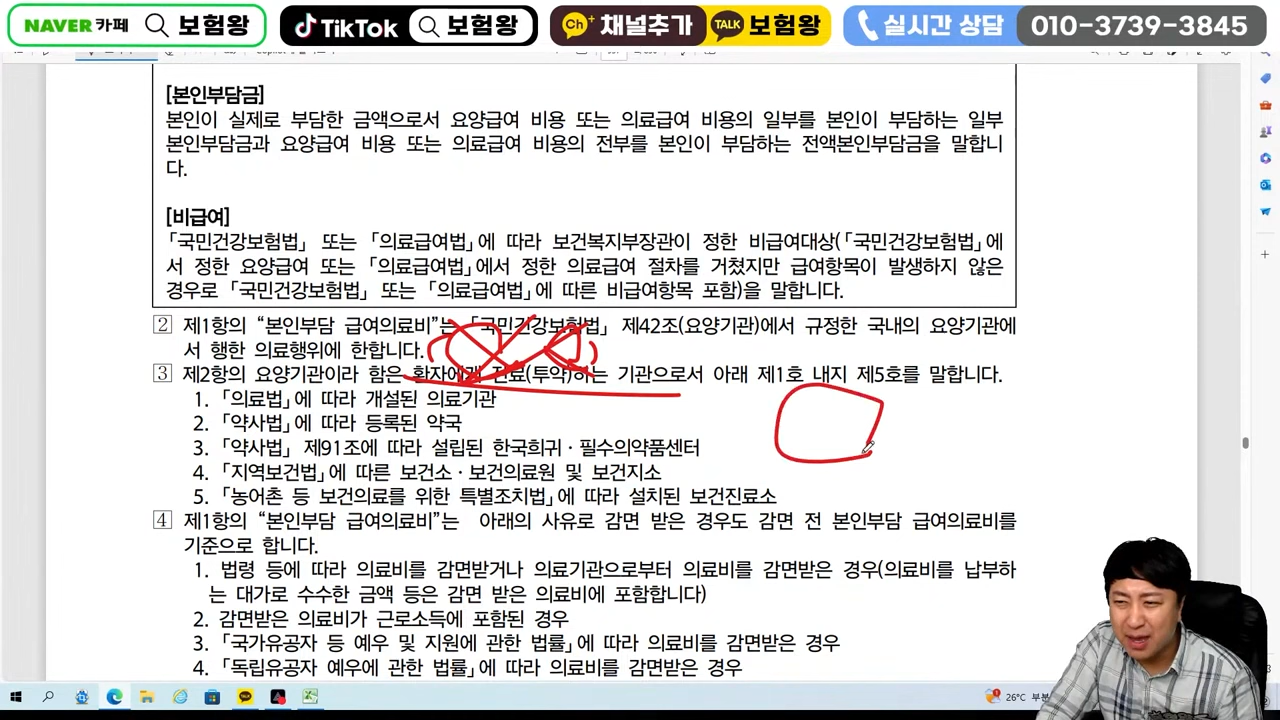 NAVER 카페 보험왕 TikTok 보험왕 Ch+ 채널추가 TALK 보험왕 실시간 상담 010-3739-3845
[본인부담금]
본인이 실제로 부담한 금액으로서 요양급여 비용 또는 의료급여 비용의 일부를 본인이 부담하는 일부
본인부담금과 요양급여 비용 또는 의료급여 비용의 전부를 본인이 부담하는 전액본인부담금을 말합니
다.
[비급여]
「국민건강보험법」 또는 「의료급여법」에 따라 보건복지부장관이 정한 비급여대상(「국민건강보험법」에
서 정한 요양급여 또는 「의료급여법」에서 정한 의료급여 절차를 거쳤지만 급여항목이 발생하지 않은
경우로 「국민건강보험법」 또는 「의료급여법」에 따른 비급여항목 포함)을 말합니다.
2 제1항의 “본인부담 급여의료비”는 「국민건강보험법」 제42조(요양기관)에서 규정한 국내의 요양기관에
서 행한 의료행위에 한합니다.
3 제2항의 요양기관이라 함은 환자에게 진료(투약)하는 기관으로서 아래 제1호 내지 제5호를 말합니다.
1. 「의료법」에 따라 개설된 의료기관
2. 「약사법」에 따라 등록된 약국
3. 「약사법」 제91조에 따라 설립된 한국희귀·필수의약품센터
4. 「지역보건법」에 따른 보건소·보건의료원 및 보건지소
5. 「농어촌 등 보건의료를 위한 특별조치법」에 따라 설치된 보건진료소
4 제1항의 “본인부담 급여의료비”는 아래의 사유로 감면 받은 경우도 감면 전 본인부담 급여의료비를
기준으로 합니다.
1. 법령 등에 따라 의료비를 감면받거나 의료기관으로부터 의료비를 감면받은 경우(의료비를 납부하
는 대가로 수수한 금액 등은 감면 받은 의료비에 포함합니다)
2. 감면받은 의료비가 근로소득에 포함된 경우
3. 「국가유공자 등 예우 및 지원에 관한 법률」에 따라 의료비를 감면받은 경우
4. 「독립유공자 예우에 관한 법률」에 따라 의료비를 감면받은 경우
TALK 26°C 부분